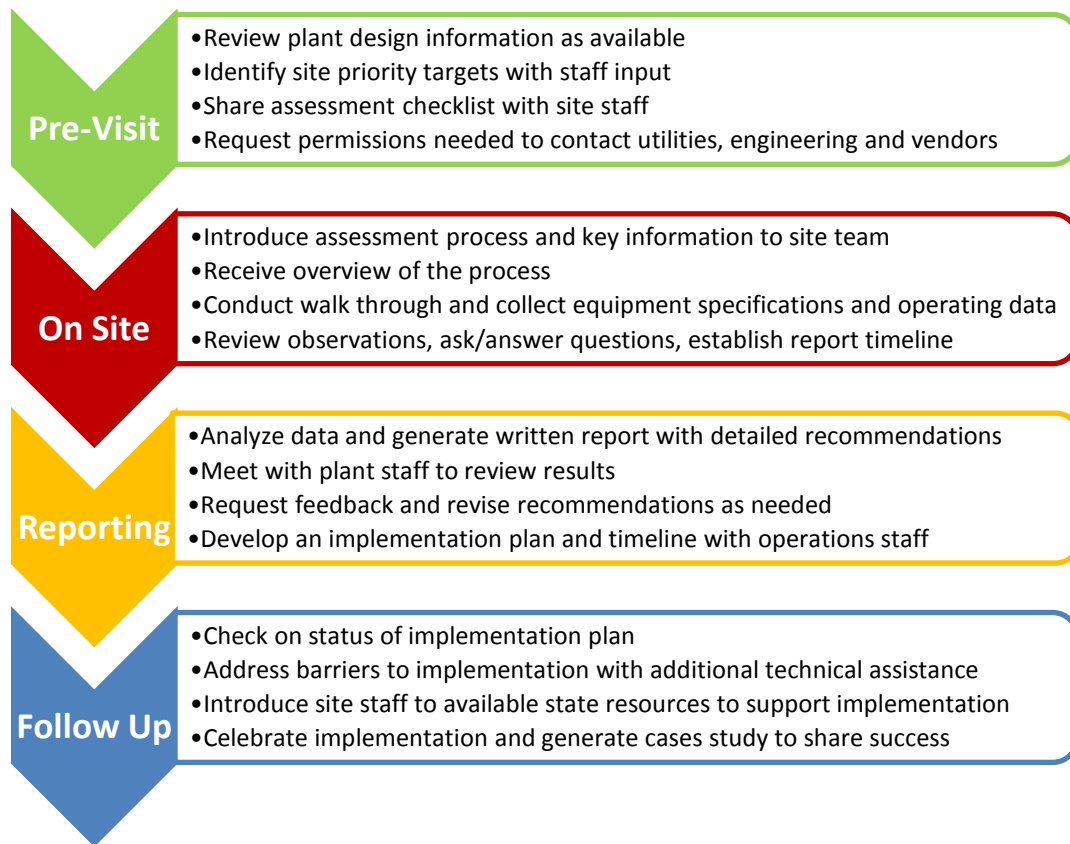 Pre-Visit
•Review plant design information as available
•Identify site priority targets with staff input
•Share assessment checklist with site staff
•Request permissions needed to contact utilities, engineering and vendors
On Site
•Introduce assessment process and key information to site team
•Receive overview of the process
•Conduct walk through and collect equipment specifications and operating data
•Review observations, ask/answer questions, establish report timeline
Reporting
•Analyze data and generate written report with detailed recommendations
•Meet with plant staff to review results
•Request feedback and revise recommendations as needed
•Develop an implementation plan and timeline with operations staff
Follow Up
•Check on status of implementation plan
•Address barriers to implementation with additional technical assistance
•Introduce site staff to available state resources to support implementation
•Celebrate implementation and generate cases study to share success